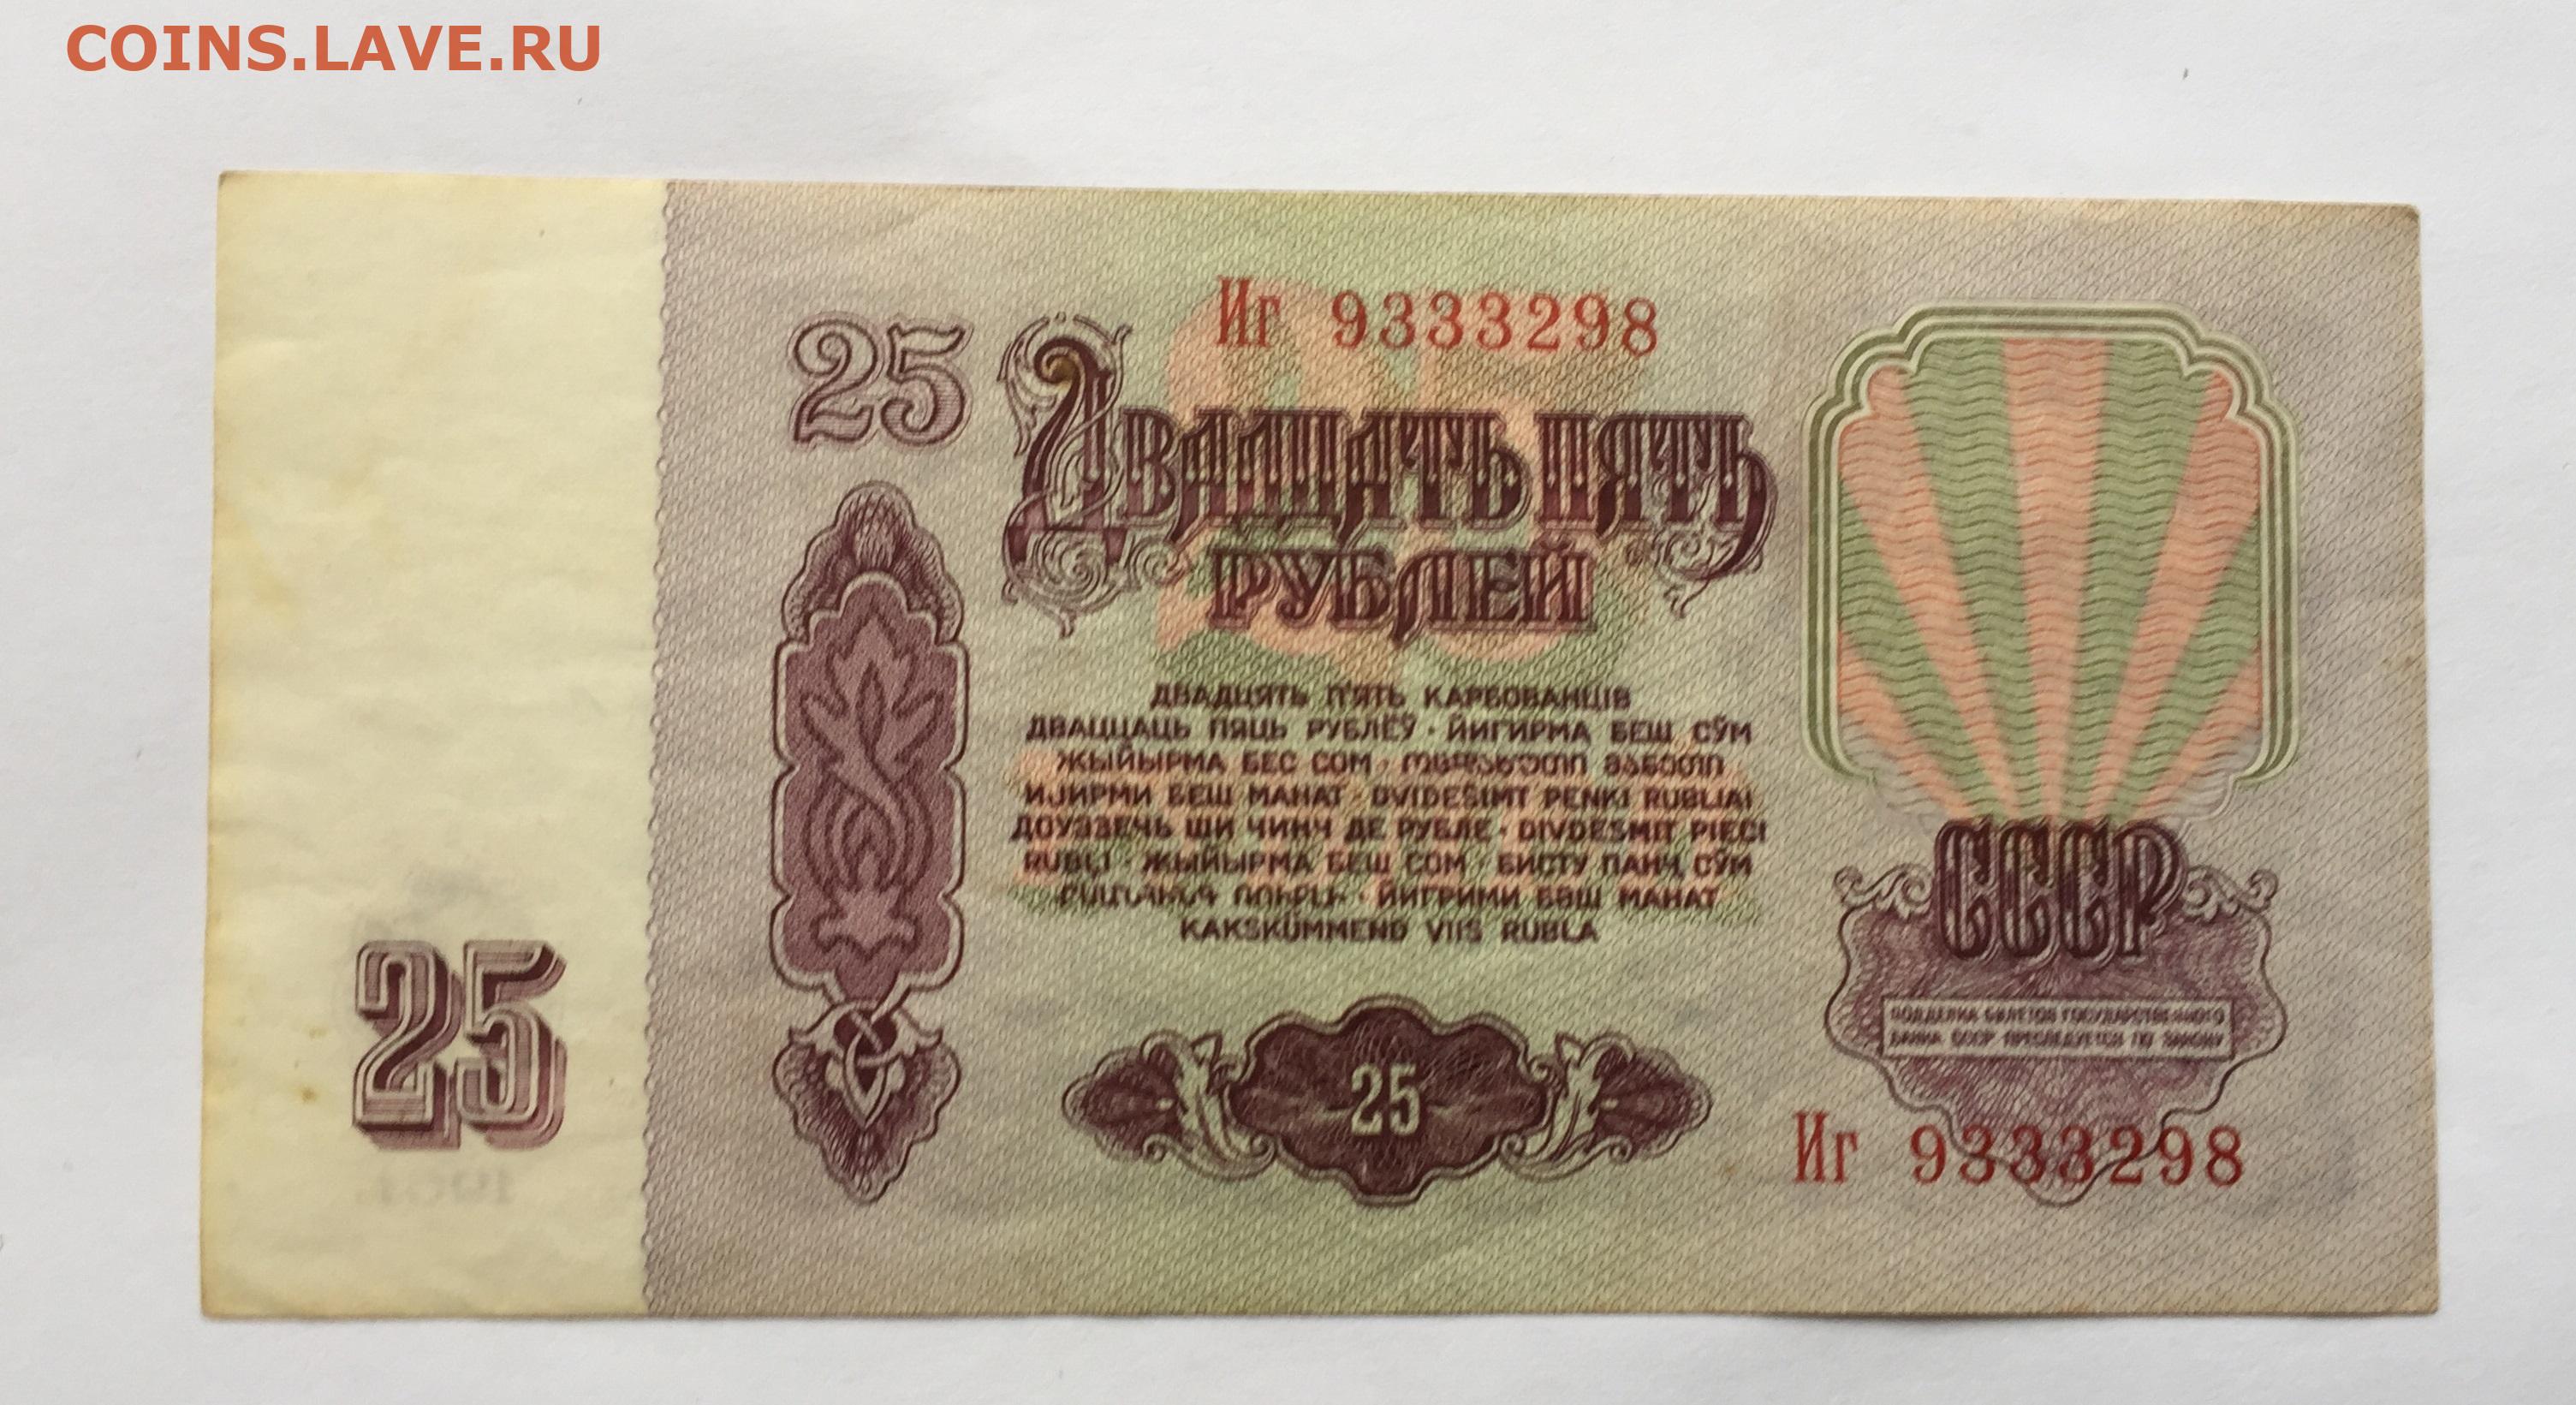 COINS.LAVE.RU
Иг 9333298
25
ДВАДЦАТЬ ПЯТЬ
РУБЛЕЙ
ДВАДЦЯТЬ П'ЯТЬ КАРБОВАНЦІВ
ДВАЦЦАЦЬ ПЯЦЬ РУБЛЁЎ · ЙИГИРМА БЕШ СЎМ
ЖЫЙЫРМА БЕС СОМ · ოცდახუთი მანეთი
ИЈИРМИ БЕШ МАНАТ · DVIDEŠIMT PENKI RUBLIAI
ДОУЭЗЕЧЬ ШИ ЧИНЧ ДЕ РУБЛЕ · DIVDESMIT PIECI
RUBĻI · ЖЫЙЫРМА БЕШ СОМ · БИСТУ ПАНҶ СӮМ
ՔՍԱՆՀԻՆԳ ՌՈՒԲԼԻ · ЙИГРИМИ БӘШ МАНАТ
KAKSKÜMMEND VIIS RUBLA
СССР
ПОДДЕЛКА БИЛЕТОВ ГОСУДАРСТВЕННОГО
БАНКА СССР ПРЕСЛЕДУЕТСЯ ПО ЗАКОНУ
25
25
Иг 9333298